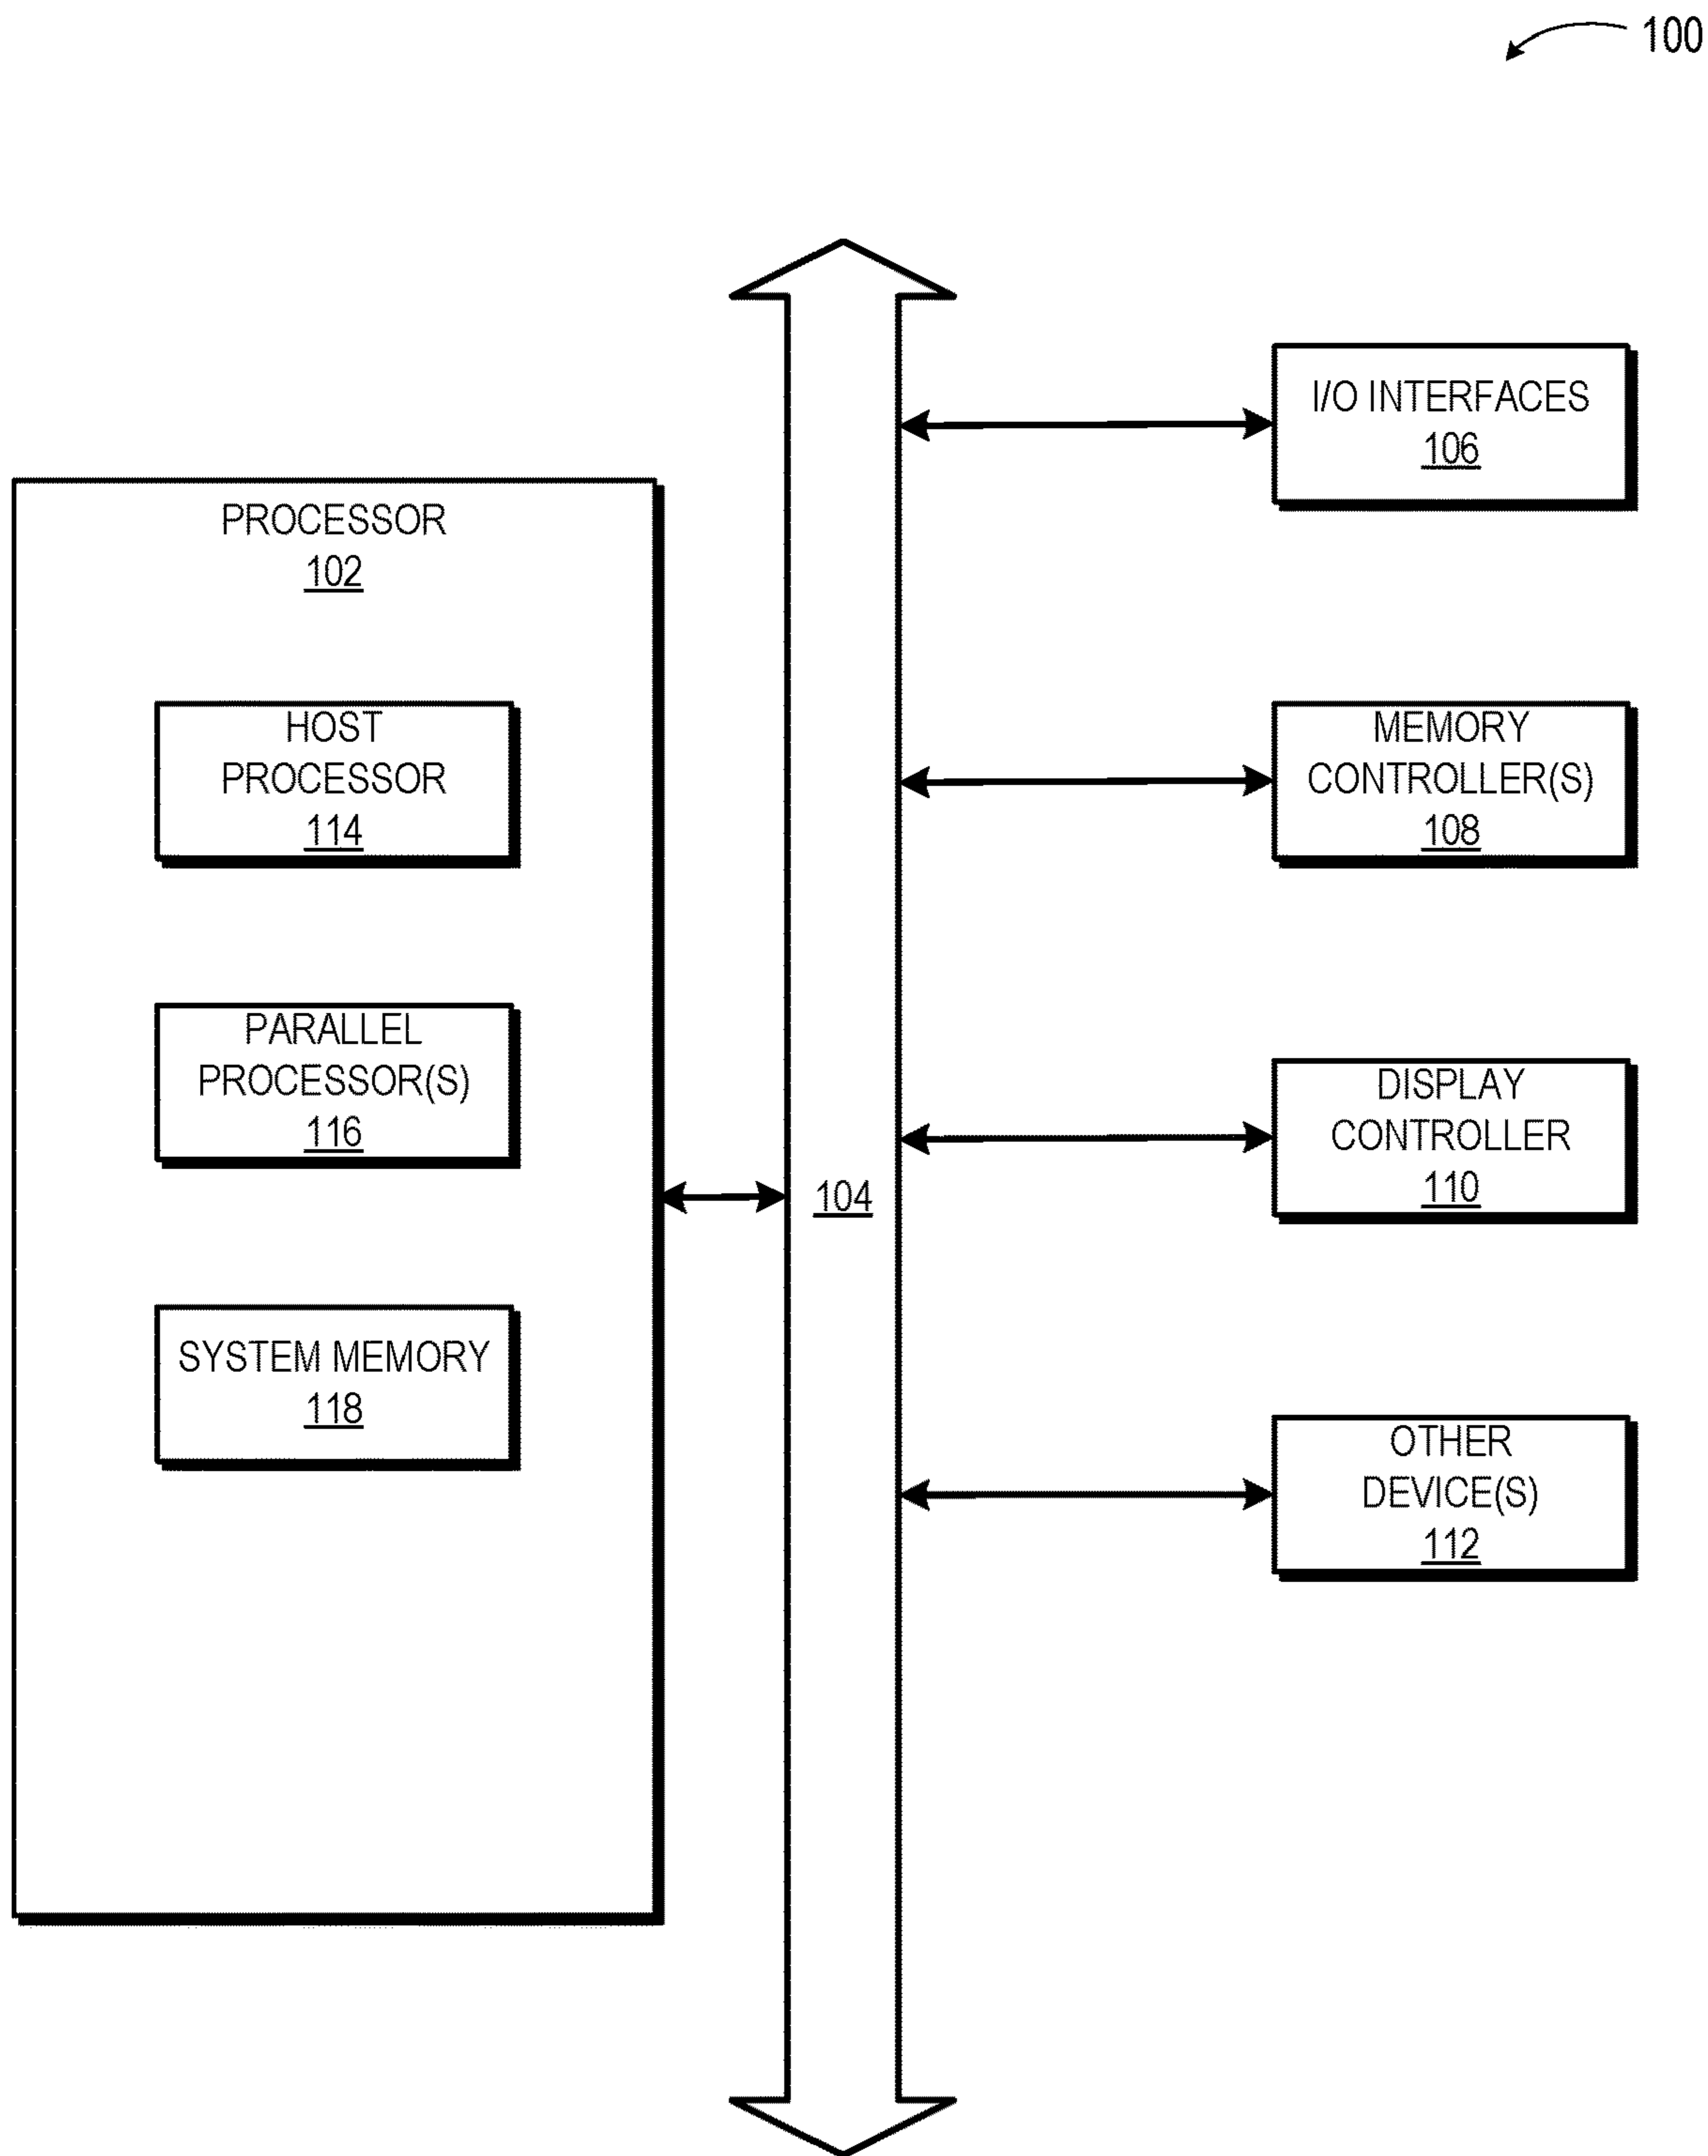 100
PROCESSOR
102
HOST
PROCESSOR
114
PARALLEL
PROCESSOR(S)
116
SYSTEM MEMORY
118
104
I/O INTERFACES
106
MEMORY
CONTROLLER(S)
108
DISPLAY
CONTROLLER
110
OTHER
DEVICE(S)
112